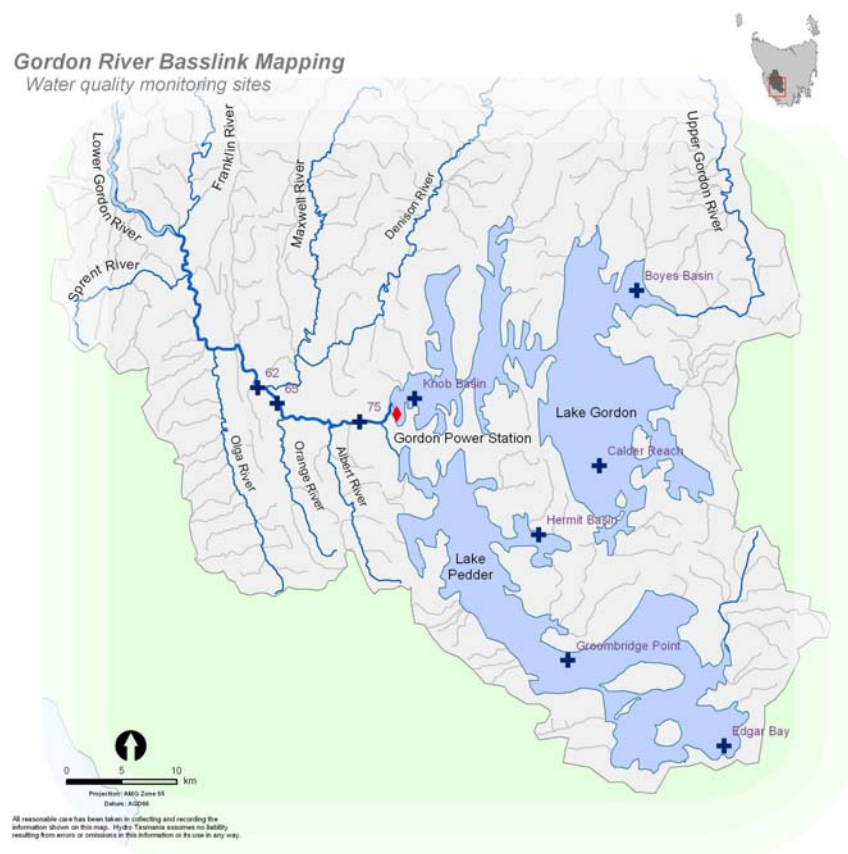 Gordon River Basslink Mapping
Water quality monitoring sites
Lower Gordon River
Franklin River
Maxwell River
Denison River
Upper Gordon River
Sprent River
Boyes Basin
62
65
Knob Basin
75
Lake Gordon
Gordon Power Station
Calder Reach
Olga River
Orange River
Albert River
Hermit Basin
Lake
Pedder
Groombridge Point
Edgar Bay
0 5 10
km
Projection: AMG Zone 55
Datum: AGD66
All reasonable care has been taken in collecting and recording the
information shown on this map. Hydro Tasmania assumes no liability
resulting from errors or omissions in this information or its use in any way.